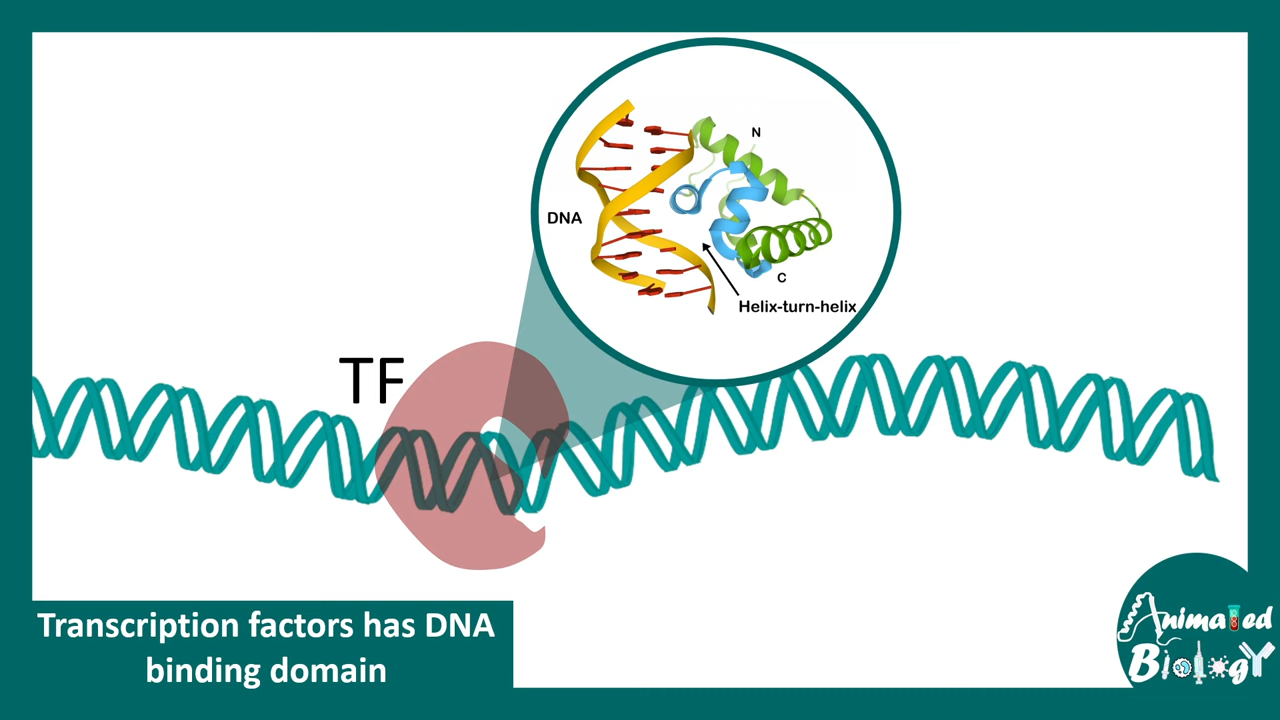 N
DNA
C
Helix-turn-helix
TF
Transcription factors has DNA
binding domain
Animated
Biology